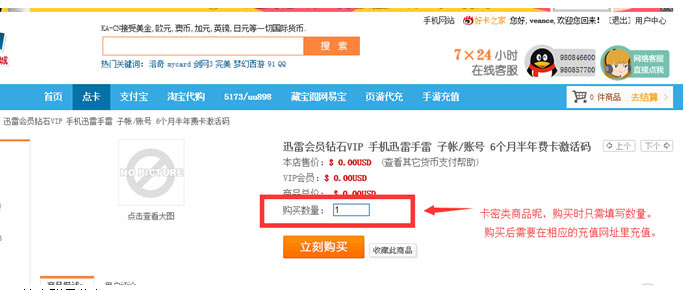 手机网站 好卡之家 您好, veance,欢迎您回来! [退出] 用户中心
KA-CN接受美金,欧元,泰币,加元,英镑,日元等一切国际货币.
城
搜 索
热门关键词: 洛奇 mycard 剑网3 完美 梦幻西游 91 QQ
7×24 小时
在线客服
980846600
980857700
网络客服
直接点我
首页 点卡 支付宝 淘宝代购 5173/uu898 藏宝阁网易宝 页游代充 手游充值
0 件商品 去结算 >
迅雷会员钻石VIP 手机迅雷手雷 子帐/账号 6个月半年费卡激活码
迅雷会员钻石VIP 手机迅雷手雷 子帐/账号 6个月半年费卡激活码
上个 下个
NO PICTURE
点击查看大图
本店售价: $ 0.00USD (查看其它货币支付帮助)
VIP会员: $ 0.00USD
商品总价: $ 0.00USD
购买数量: 1
卡密类商品呢,购买时只需填写数量。
购买后需要在相应的充值网址里充值。
立刻购买 收藏此商品
商品描述: 用户评论